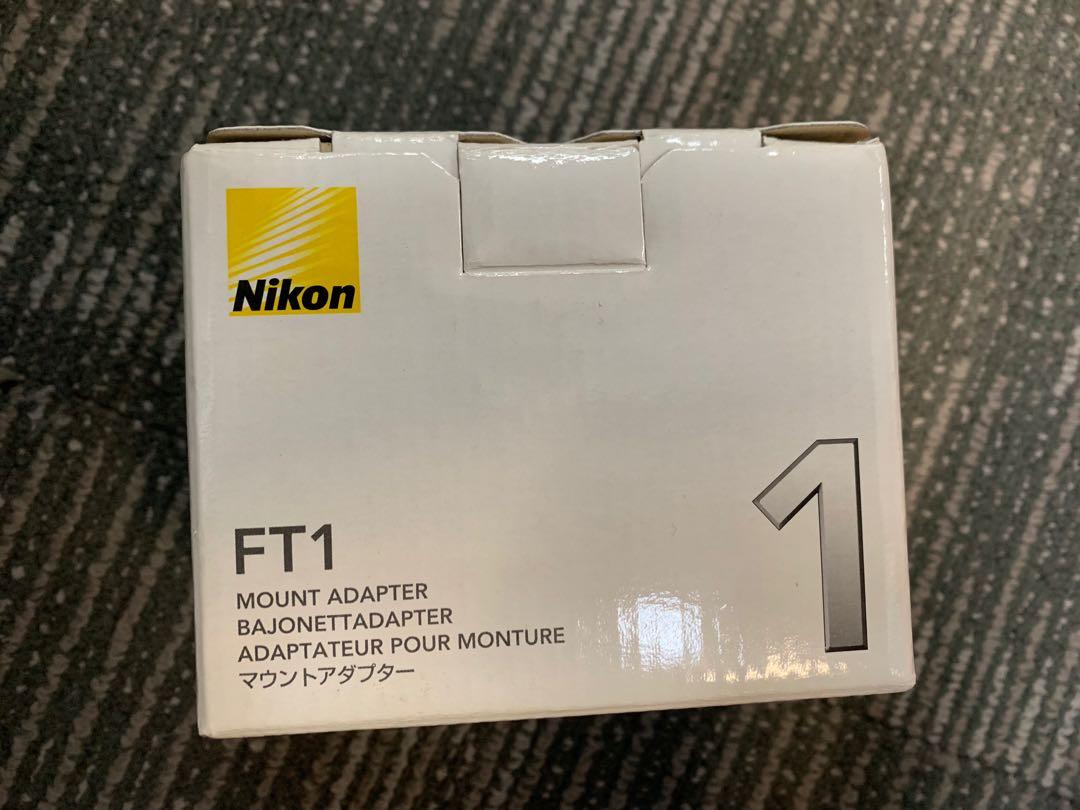 Nikon
FT1
MOUNT ADAPTER
BAJONETTADAPTER
ADAPTATEUR POUR MONTURE
マウントアダプター
1